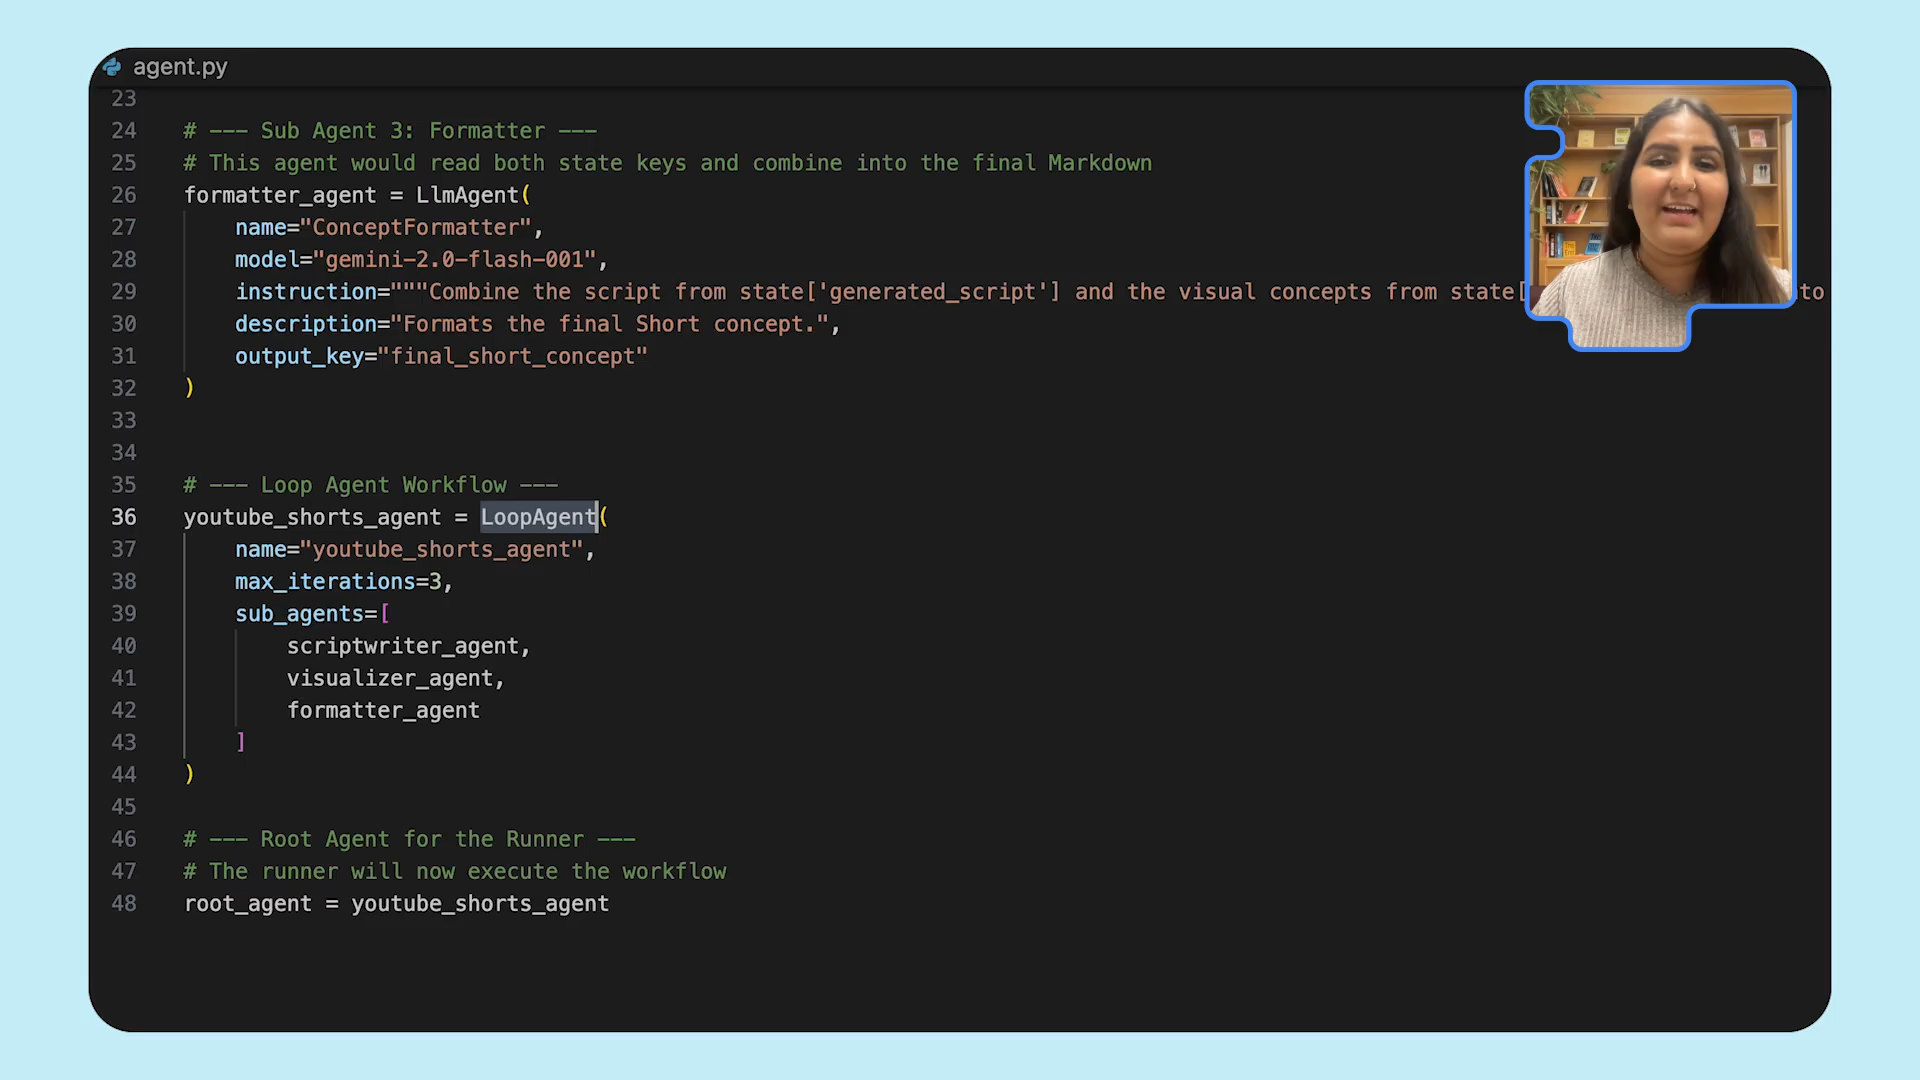 agent.py
23
24 # --- Sub Agent 3: Formatter ---
25 # This agent would read both state keys and combine into the final Markdown
26 formatter_agent = LlmAgent(
27 name="ConceptFormatter",
28 model="gemini-2.0-flash-001",
29 instruction="""Combine the script from state['generated_script'] and the visual concepts from state[ to
30 description="Formats the final Short concept.",
31 output_key="final_short_concept"
32 )
33
34
35 # --- Loop Agent Workflow ---
36 youtube_shorts_agent = LoopAgent(
37 name="youtube_shorts_agent",
38 max_iterations=3,
39 sub_agents=[
40 scriptwriter_agent,
41 visualizer_agent,
42 formatter_agent
43 ]
44 )
45
46 # --- Root Agent for the Runner ---
47 # The runner will now execute the workflow
48 root_agent = youtube_shorts_agent